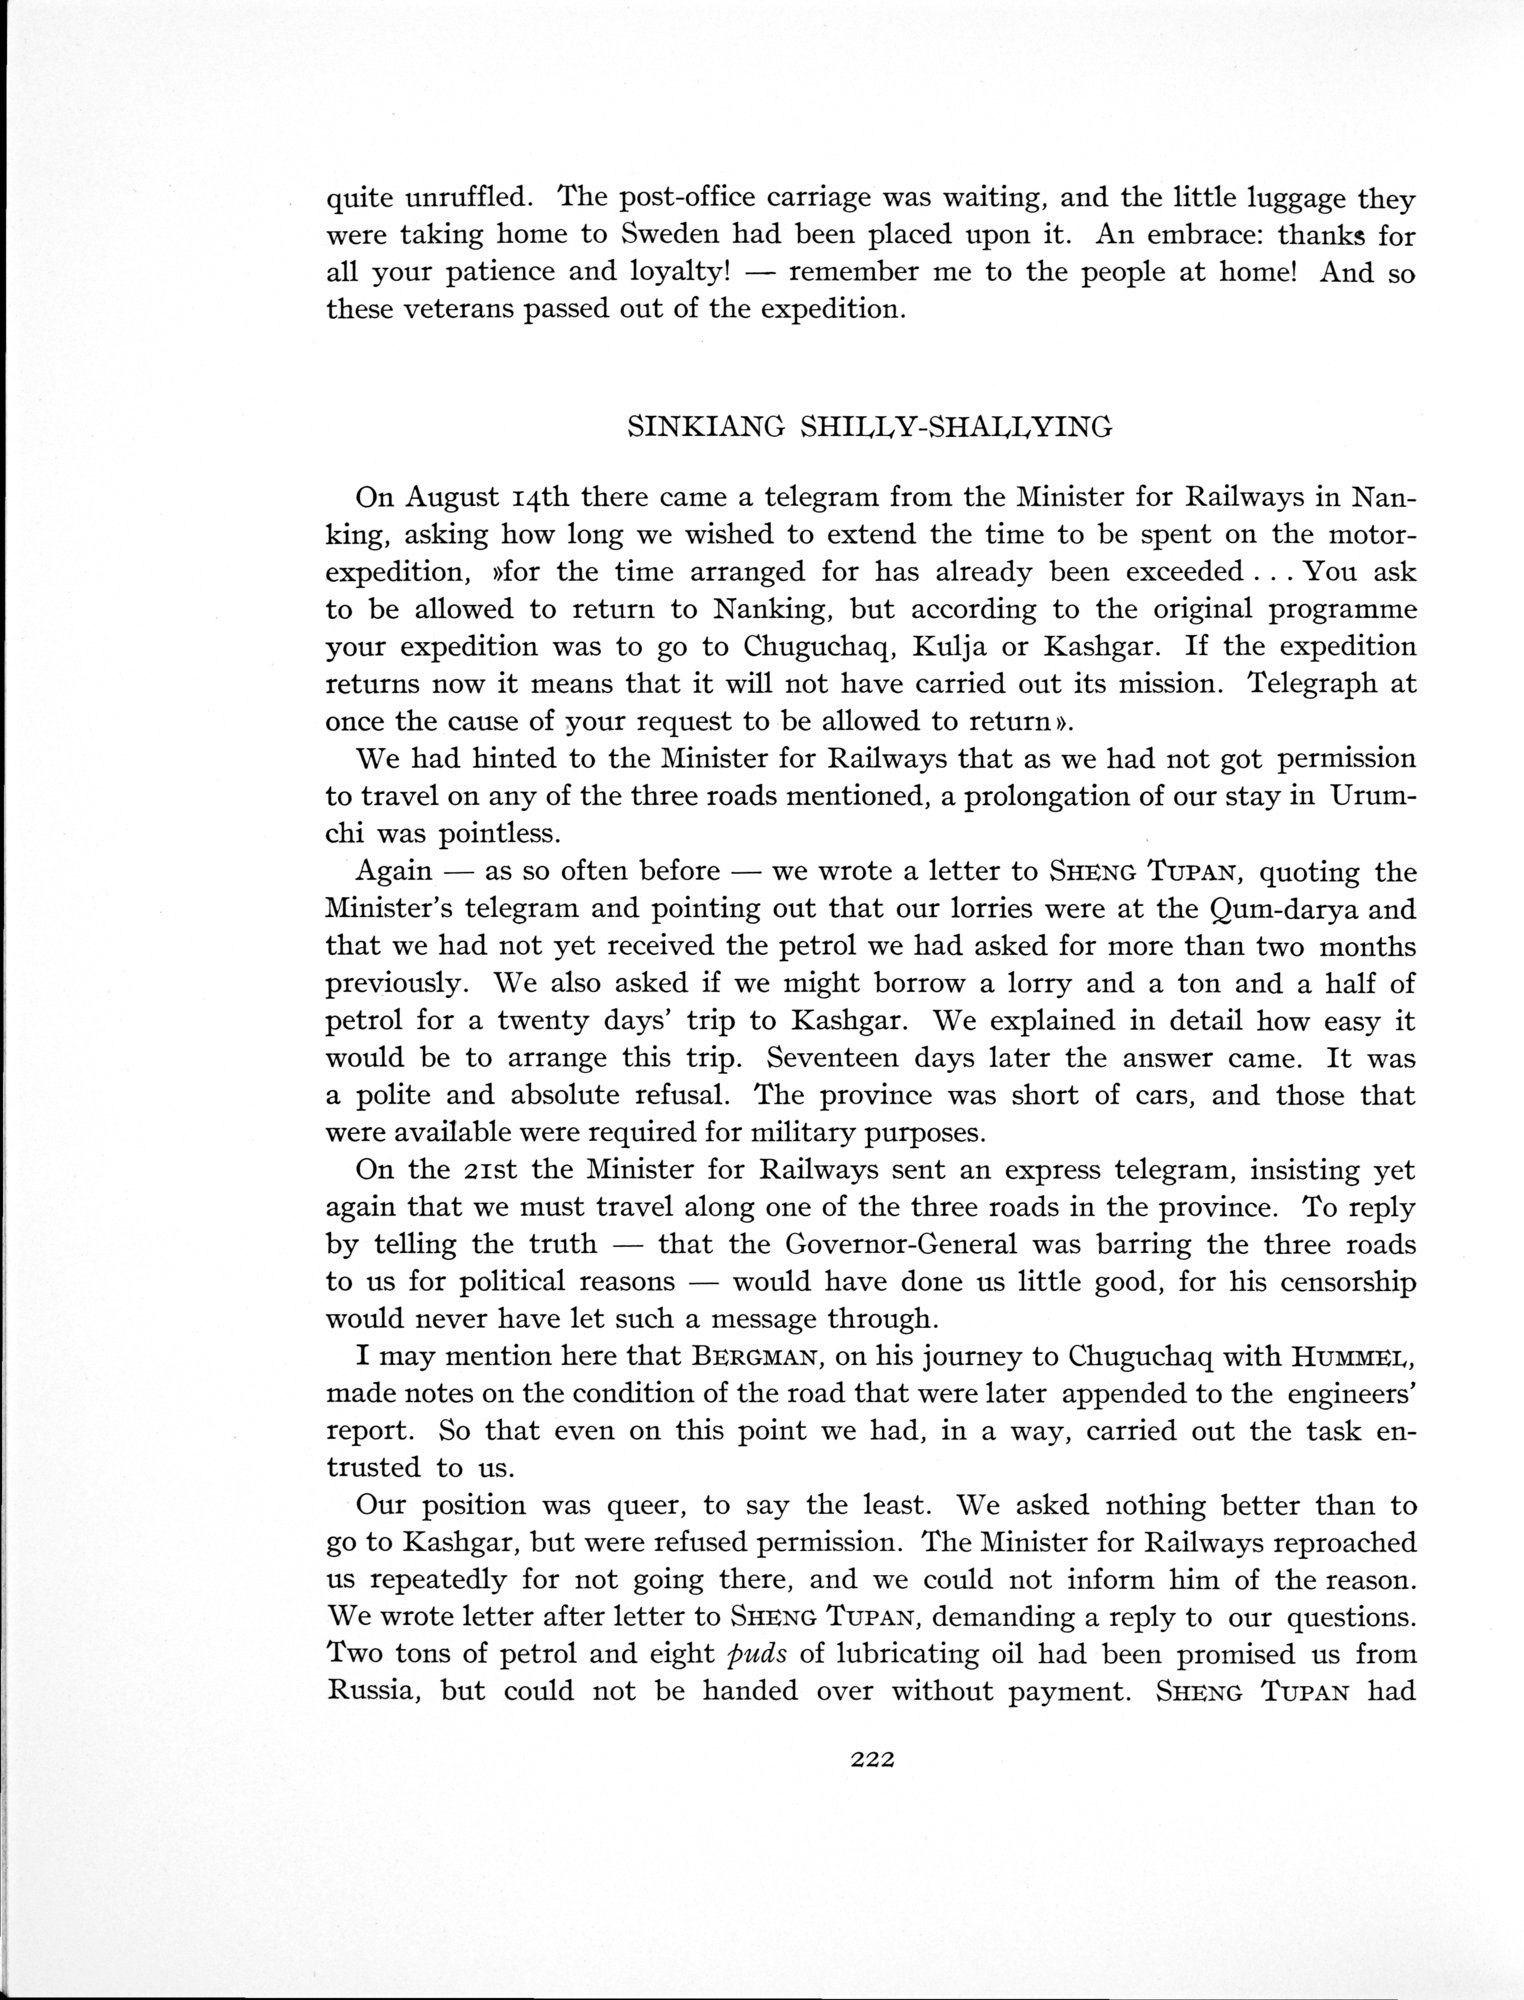 quite unruffled. The post-office carriage was waiting, and the little luggage they
were taking home to Sweden had been placed upon it. An embrace: thanks for
all your patience and loyalty! — remember me to the people at home! And so
these veterans passed out of the expedition.
SINKIANG SHILLY-SHALLYING
On August 14th there came a telegram from the Minister for Railways in Nan-
king, asking how long we wished to extend the time to be spent on the motor-
expedition, »for the time arranged for has already been exceeded . . . You ask
to be allowed to return to Nanking, but according to the original programme
your expedition was to go to Chuguchaq, Kulja or Kashgar. If the expedition
returns now it means that it will not have carried out its mission. Telegraph at
once the cause of your request to be allowed to return».
We had hinted to the Minister for Railways that as we had not got permission
to travel on any of the three roads mentioned, a prolongation of our stay in Urum-
chi was pointless.
Again — as so often before — we wrote a letter to SHENG TUPAN, quoting the
Minister's telegram and pointing out that our lorries were at the Qum-darya and
that we had not yet received the petrol we had asked for more than two months
previously. We also asked if we might borrow a lorry and a ton and a half of
petrol for a twenty days' trip to Kashgar. We explained in detail how easy it
would be to arrange this trip. Seventeen days later the answer came. It was
a polite and absolute refusal. The province was short of cars, and those that
were available were required for military purposes.
On the 21st the Minister for Railways sent an express telegram, insisting yet
again that we must travel along one of the three roads in the province. To reply
by telling the truth — that the Governor-General was barring the three roads
to us for political reasons — would have done us little good, for his censorship
would never have let such a message through.
I may mention here that BERGMAN, on his journey to Chuguchaq with HUMMEL,
made notes on the condition of the road that were later appended to the engineers'
report. So that even on this point we had, in a way, carried out the task en-
trusted to us.
Our position was queer, to say the least. We asked nothing better than to
go to Kashgar, but were refused permission. The Minister for Railways reproached
us repeatedly for not going there, and we could not inform him of the reason.
We wrote letter after letter to SHENG TUPAN, demanding a reply to our questions.
Two tons of petrol and eight puds of lubricating oil had been promised us from
Russia, but could not be handed over without payment. SHENG TUPAN had
222